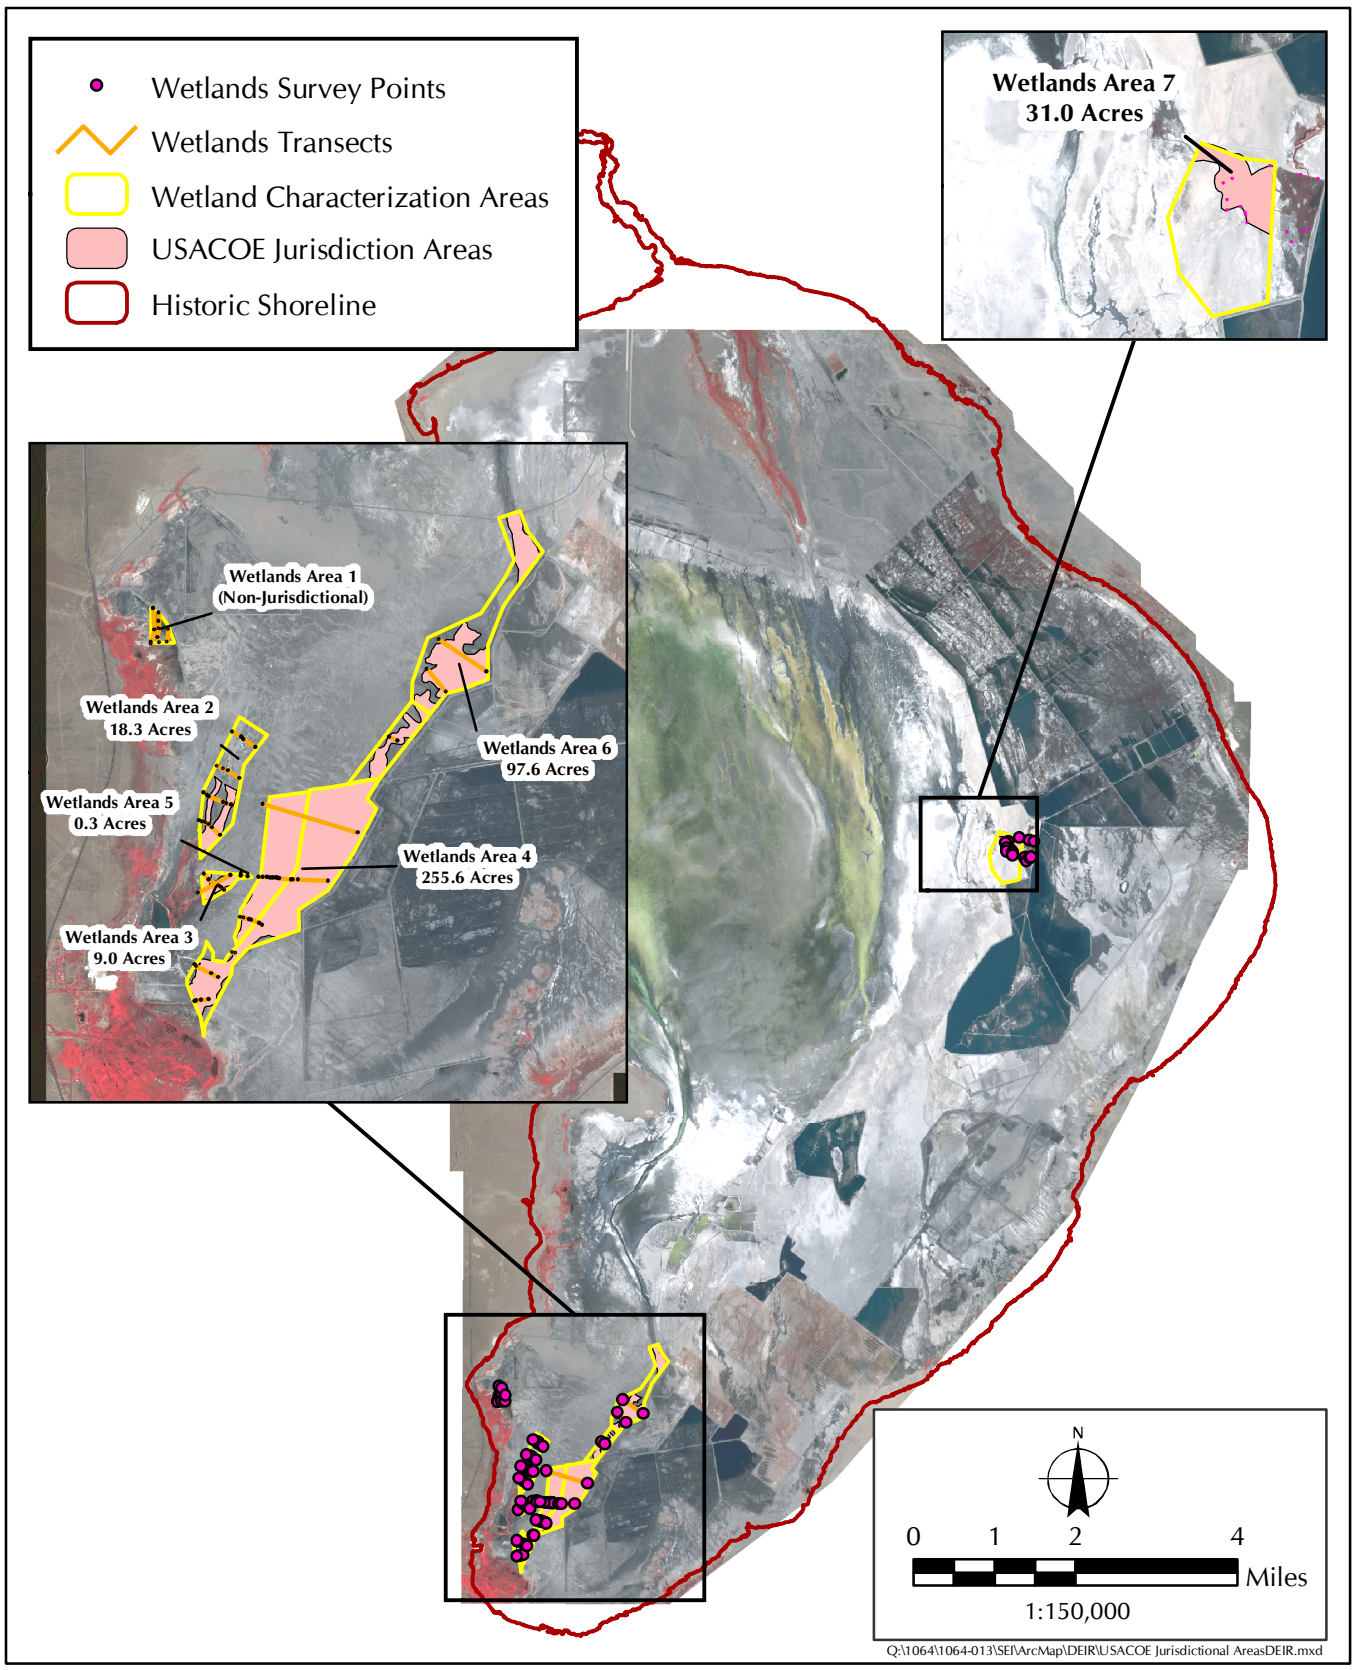 Wetlands Survey Points
Wetlands Transects
Wetland Characterization Areas
USACOE Jurisdiction Areas
Historic Shoreline
Wetlands Area 7
31.0 Acres
Wetlands Area 1
(Non-Jurisdictional)
Wetlands Area 2
18.3 Acres
Wetlands Area 6
97.6 Acres
Wetlands Area 5
0.3 Acres
Wetlands Area 4
255.6 Acres
Wetlands Area 3
9.0 Acres
N
0 1 2 4
Miles
1:150,000
Q:\1064\1064-013\SEI\ArcMap\DEIR\USACOE Jurisdictional AreasDEIR.mxd